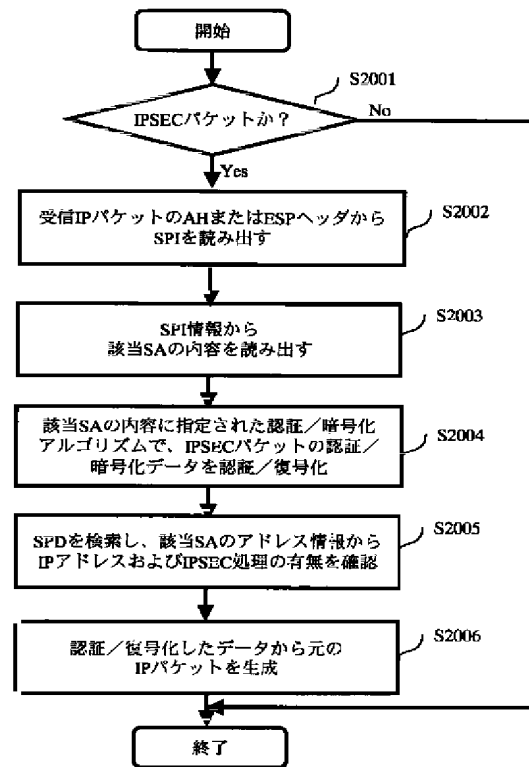 開始
S2001
IPSECパケットか?
No
Yes
受信IPパケットのAHまたはESPヘッダから
SPIを読み出す
S2002
SPI情報から
該当SAの内容を読み出す
S2003
該当SAの内容に指定された認証／暗号化
アルゴリズムで、IPSECパケットの認証／
暗号化データを認証／復号化
S2004
SPDを検索し、該当SAのアドレス情報から
IPアドレスおよびIPSEC処理の有無を確認
S2005
認証／復号化したデータから元の
IPパケットを生成
S2006
終了